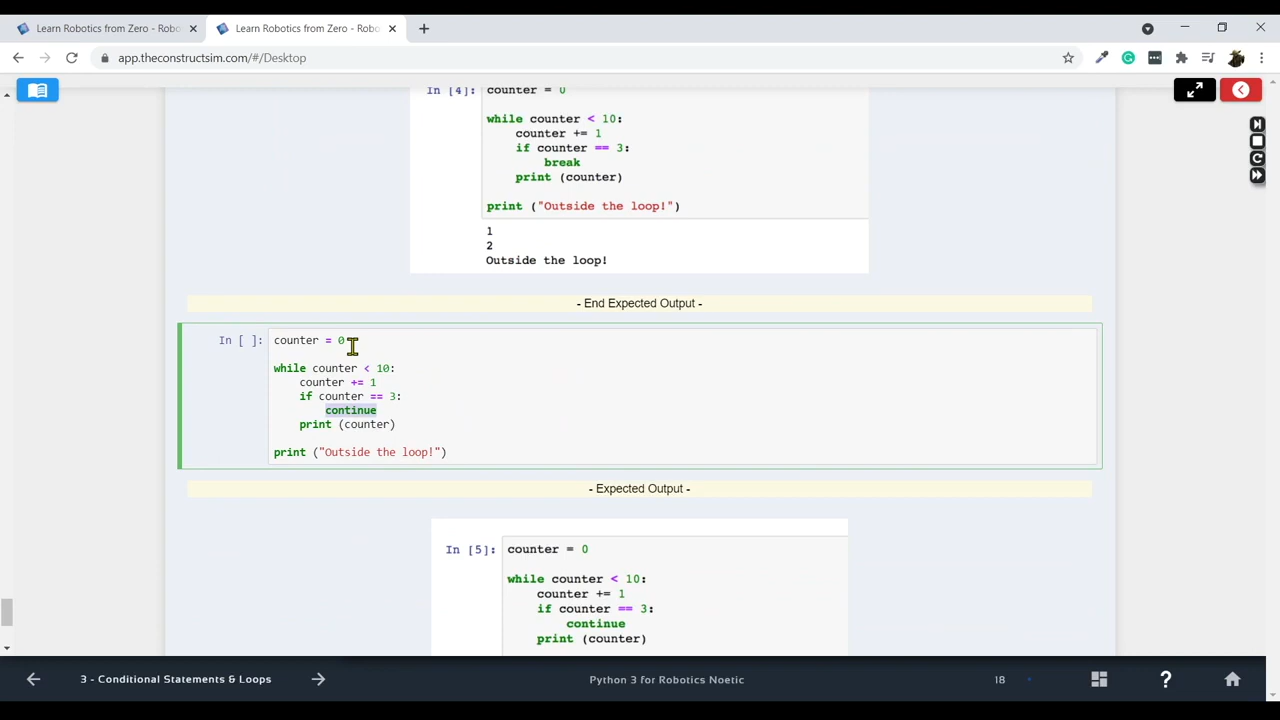 Learn Robotics from Zero - Robo
Learn Robotics from Zero - Robo
app.theconstructsim.com/#/Desktop
In [4]: counter = 0
while counter < 10:
    counter += 1
    if counter == 3:
        break
    print (counter)
print ("Outside the loop!")
1
2
Outside the loop!
- End Expected Output -
In [ ]: counter = 0
while counter < 10:
    counter += 1
    if counter == 3:
        continue
    print (counter)
print ("Outside the loop!")
- Expected Output -
In [5]: counter = 0
while counter < 10:
    counter += 1
    if counter == 3:
        continue
    print (counter)
3 - Conditional Statements & Loops
Python 3 for Robotics Noetic
18
?